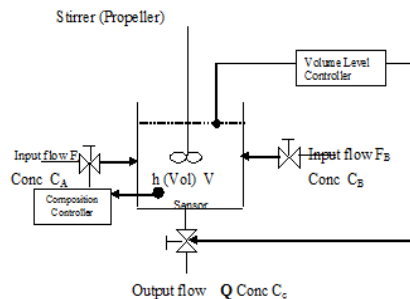 Stirrer (Propeller)
Volume Level
Controller
Input flow F
Conc C_A
Composition
Controller
h (Vol) V
Sensor
Input flow F_B
Conc C_B
Output flow Q Conc C_c